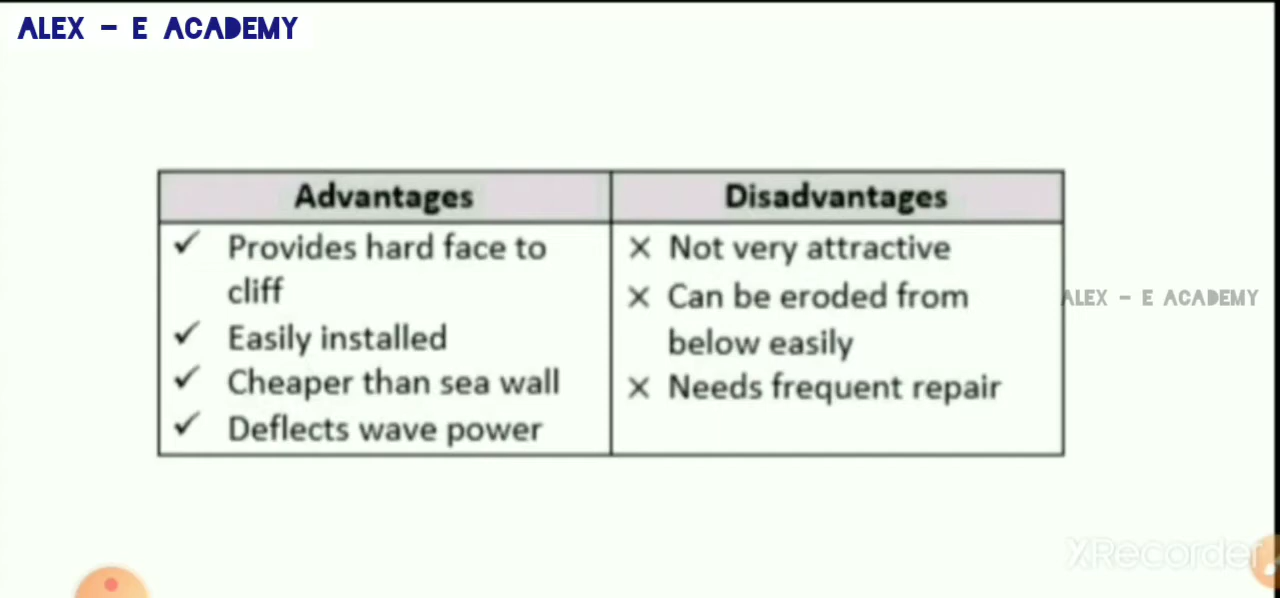 ALEX - E ACADEMY
Advantages
Disadvantages
✓ Provides hard face to
cliff
✓ Easily installed
✓ Cheaper than sea wall
✓ Deflects wave power
× Not very attractive
× Can be eroded from
below easily
× Needs frequent repair
ALEX - E ACADEMY
XRecorder